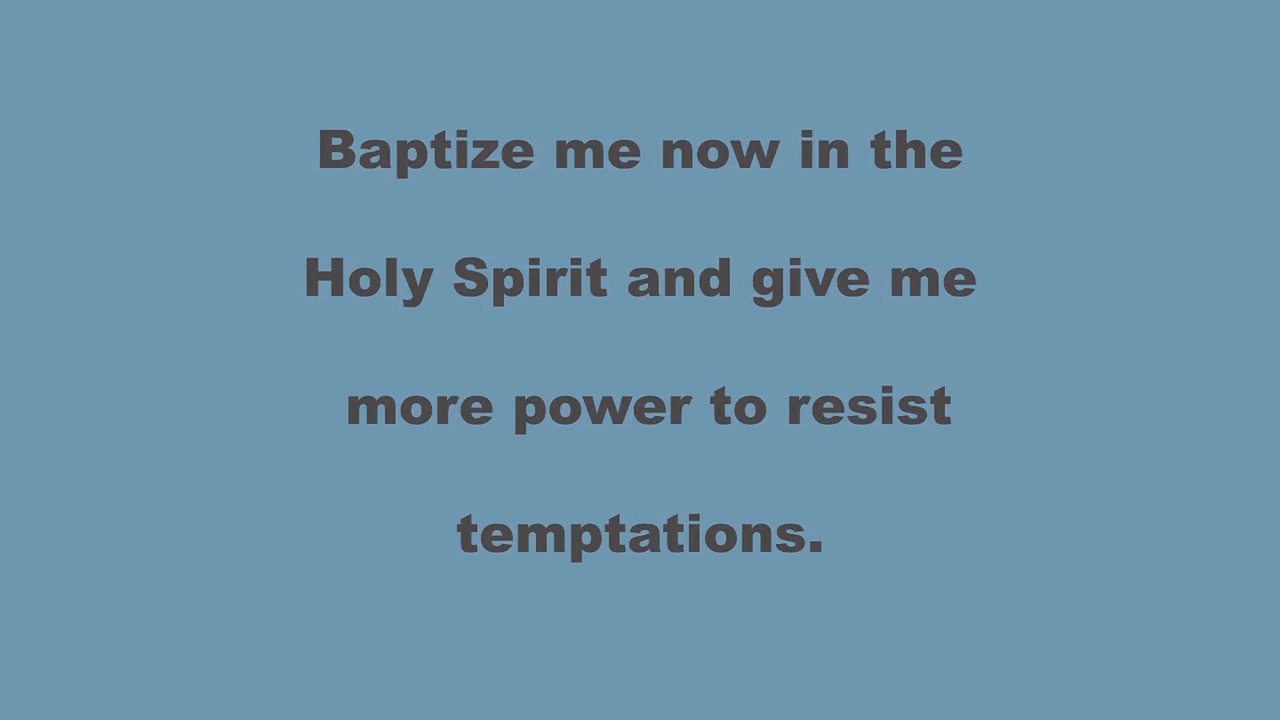 Baptize me now in the
Holy Spirit and give me
more power to resist
temptations.